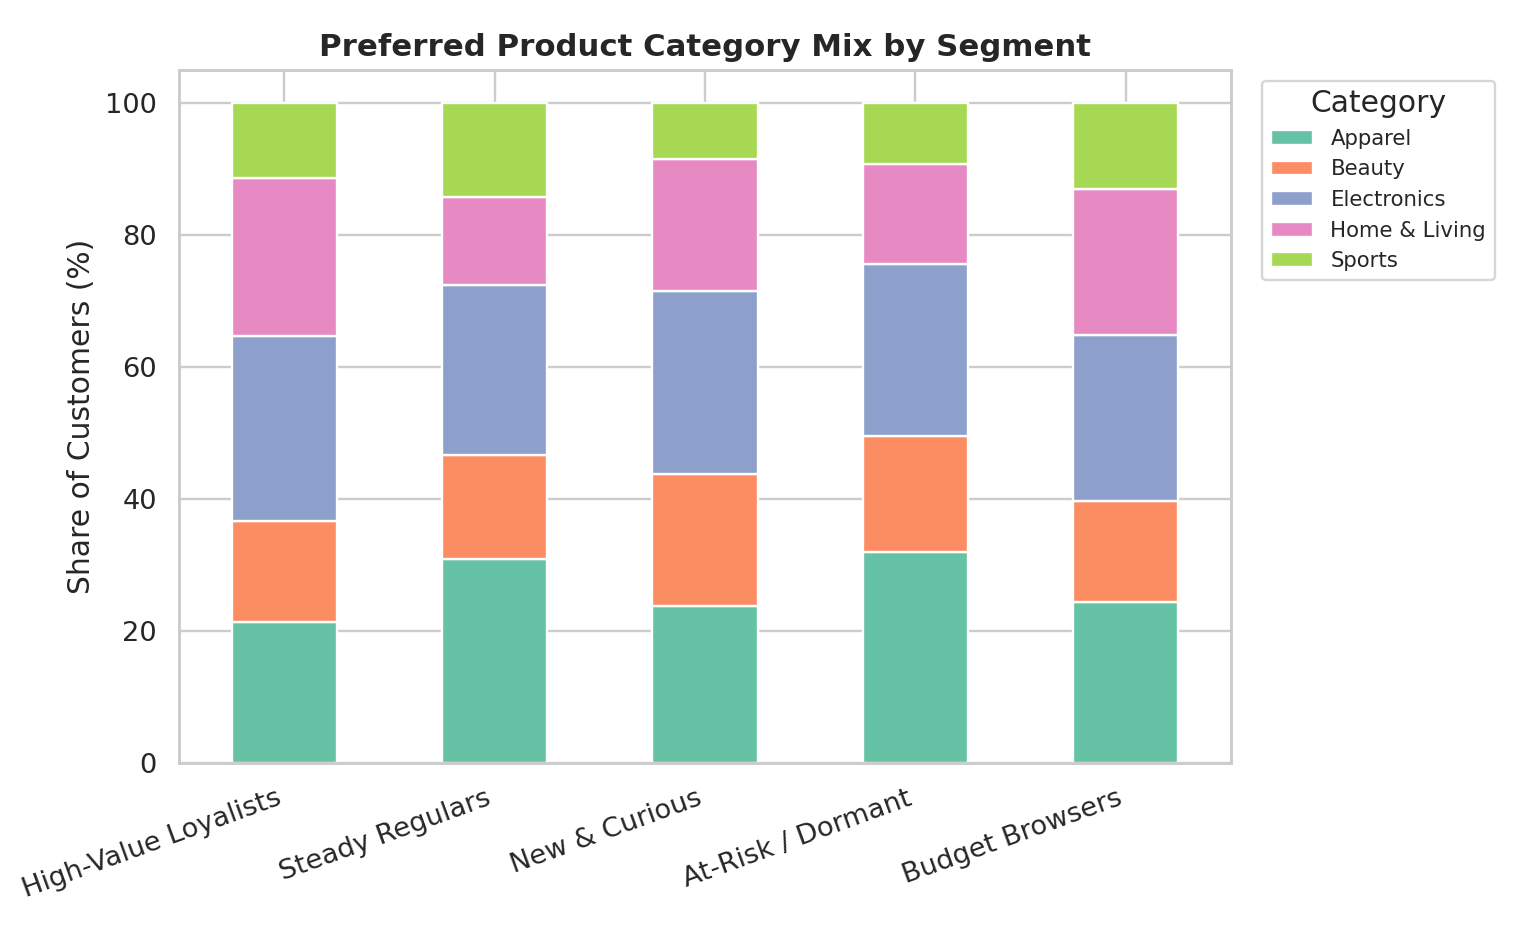 Preferred Product Category Mix by Segment
Share of Customers (%)
100
80
60
40
20
0
High-Value Loyalists
Steady Regulars
New & Curious
At-Risk / Dormant
Budget Browsers
Category
Apparel
Beauty
Electronics
Home & Living
Sports